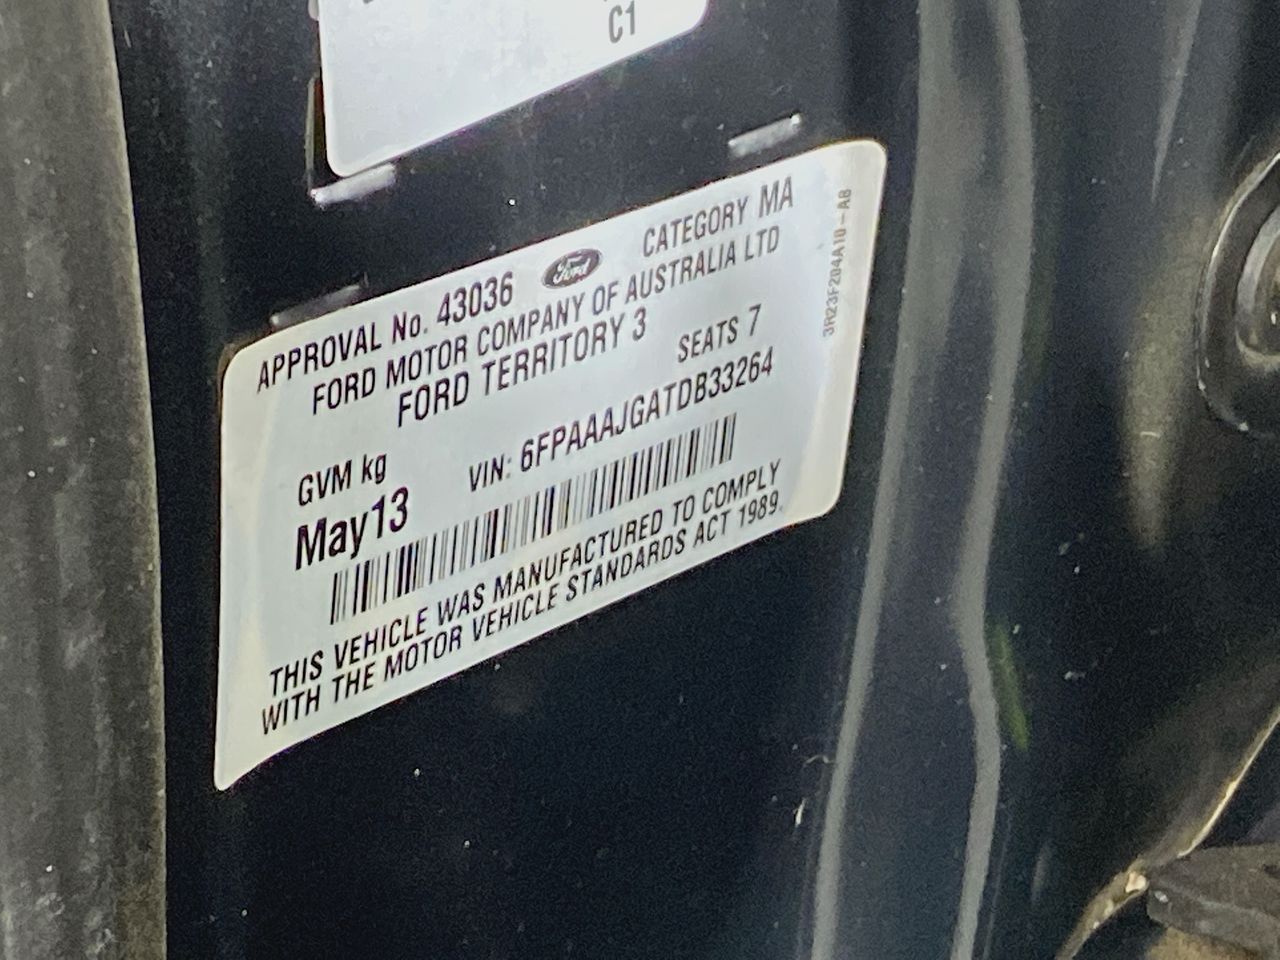 C1
APPROVAL No. 43036 Ford CATEGORY MA
FORD MOTOR COMPANY OF AUSTRALIA LTD
FORD TERRITORY 3
SEATS 7
GVM kg VIN: 6FPAAAJGATDB33264
May13
THIS VEHICLE WAS MANUFACTURED TO COMPLY
WITH THE MOTOR VEHICLE STANDARDS ACT 1989.
3R23F204A10-AB